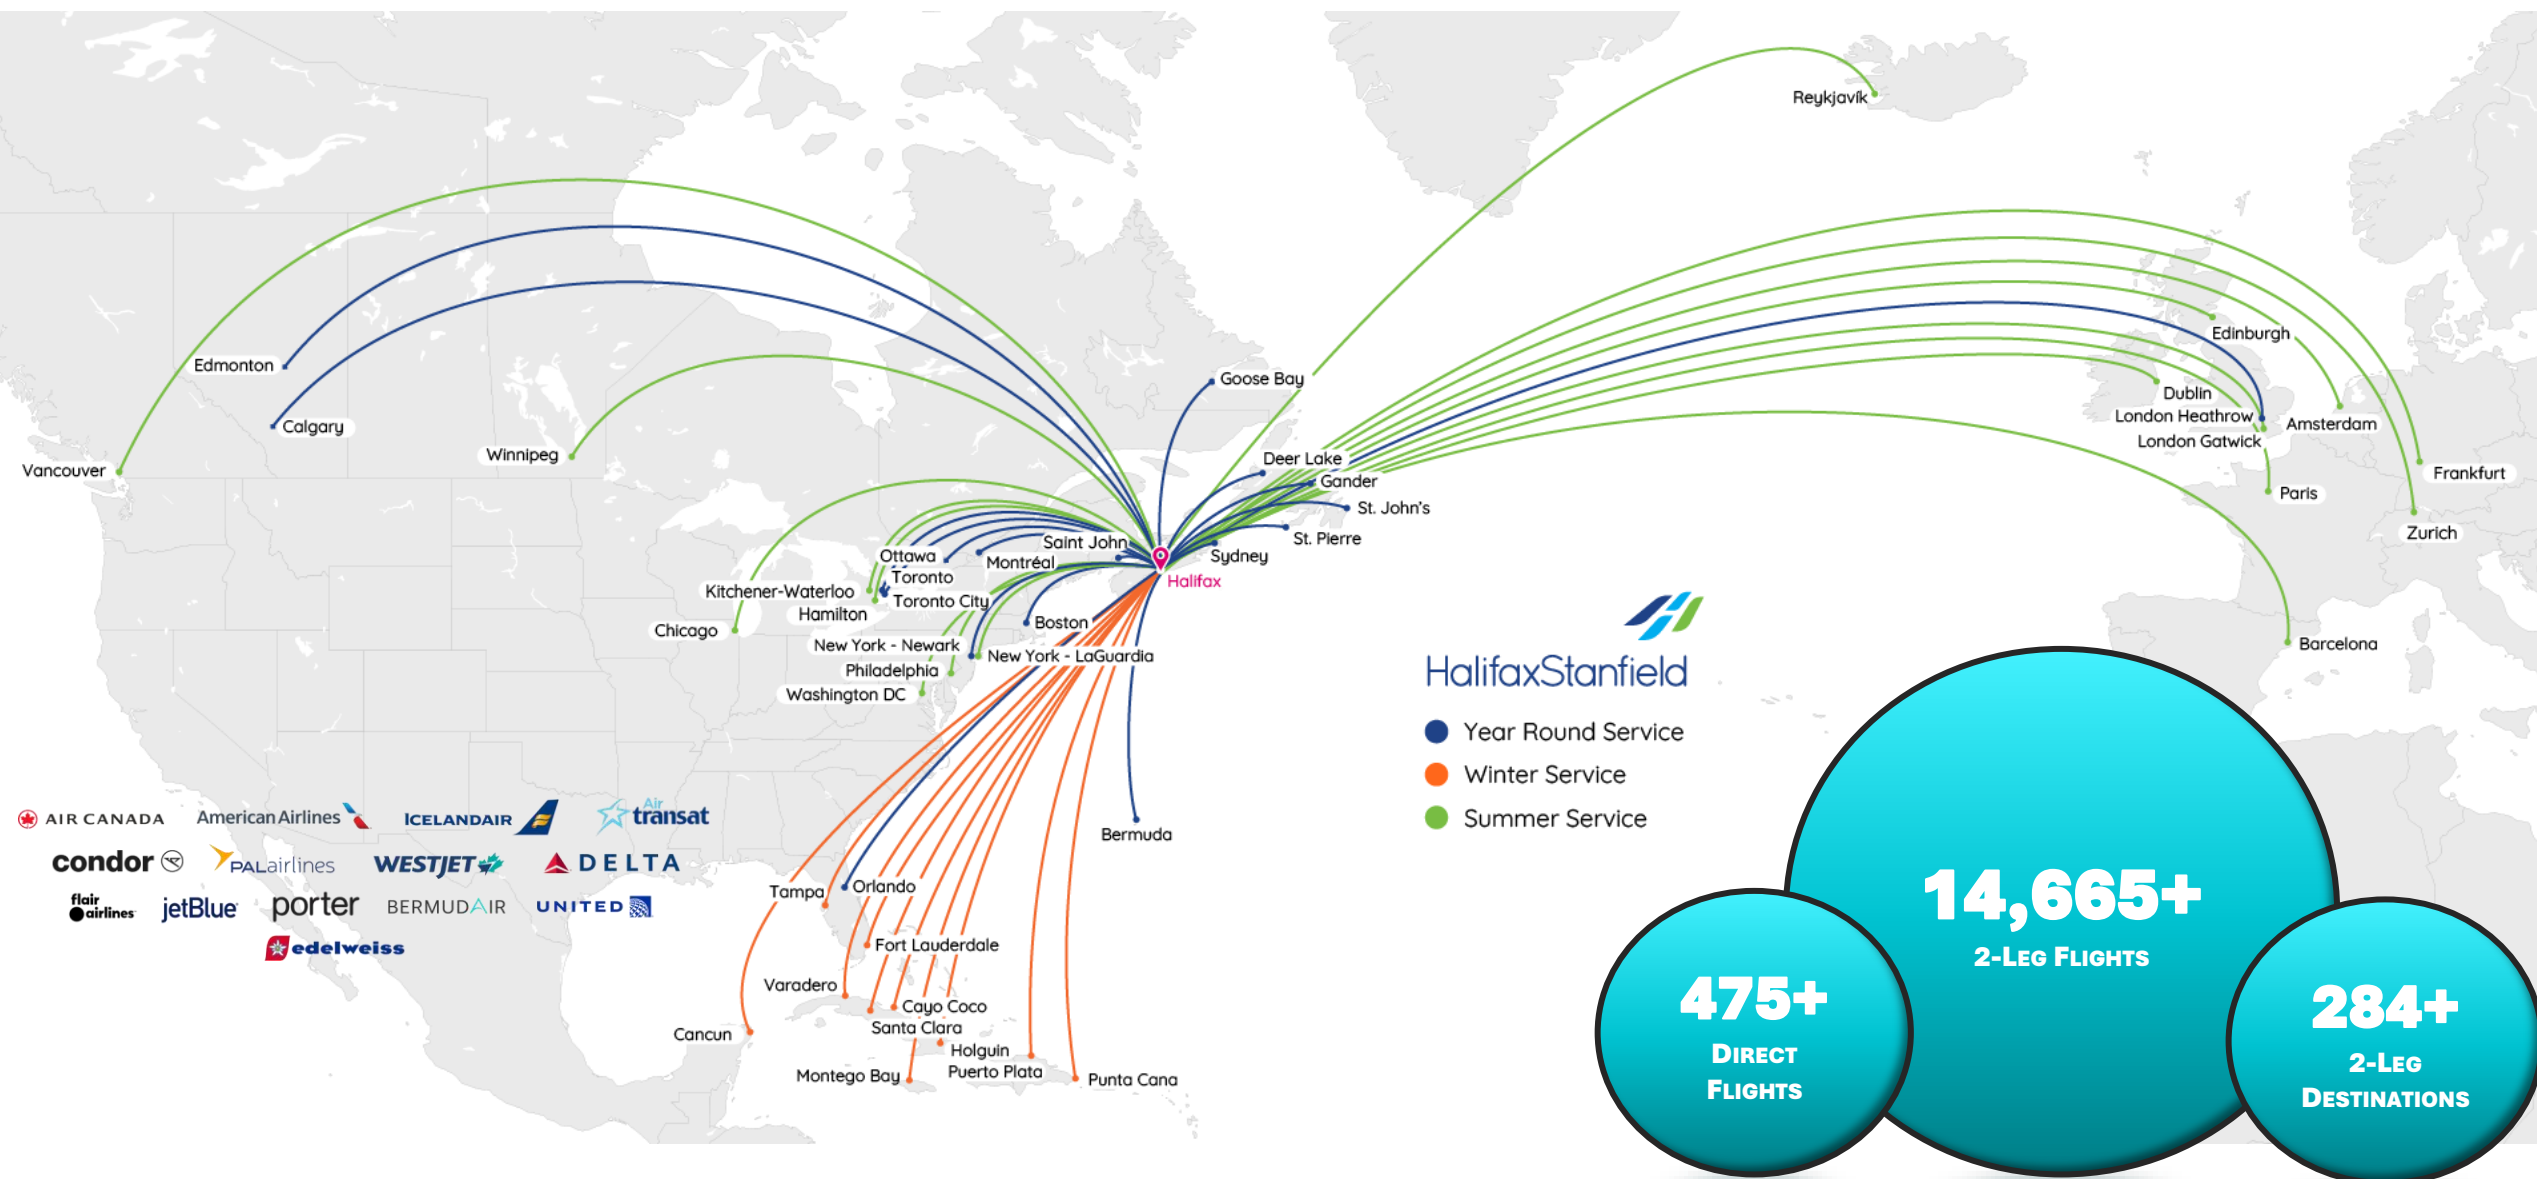 Reykjavík
Edmonton
Calgary
Vancouver
Winnipeg
Goose Bay
Deer Lake
Gander
St. John's
St. Pierre
Sydney
Halifax
Saint John
Montréal
Ottawa
Toronto
Toronto City
Kitchener-Waterloo
Hamilton
Chicago
Boston
New York - Newark
New York - LaGuardia
Philadelphia
Washington DC
Edinburgh
Dublin
London Heathrow
Amsterdam
London Gatwick
Frankfurt
Paris
Zurich
Barcelona
Bermuda
Tampa
Orlando
Fort Lauderdale
Varadero
Cayo Coco
Santa Clara
Cancun
Holguin
Puerto Plata
Montego Bay
Punta Cana
HalifaxStanfield
Year Round Service
Winter Service
Summer Service
AIR CANADA
American Airlines
ICELANDAIR
Air transat
condor
PALairlines
WESTJET
DELTA
flair airlines
jetBlue
porter
BERMUDAIR
UNITED
edelweiss
475+
Direct
Flights
14,665+
2-Leg Flights
284+
2-Leg
Destinations